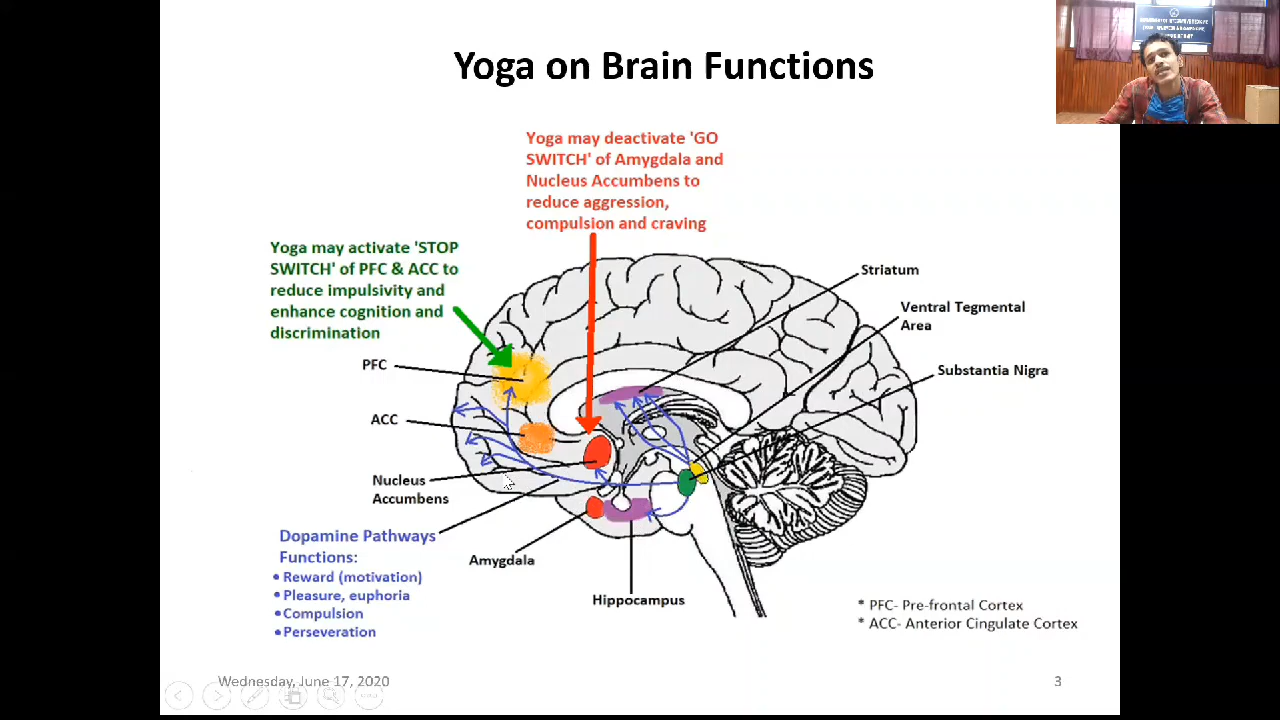 Yoga on Brain Functions
Yoga may deactivate 'GO
SWITCH' of Amygdala and
Nucleus Accumbens to
reduce aggression,
compulsion and craving
Yoga may activate 'STOP
SWITCH' of PFC & ACC to
reduce impulsivity and
enhance cognition and
discrimination
Striatum
Ventral Tegmental
Area
PFC
Substantia Nigra
ACC
Nucleus
Accumbens
Dopamine Pathways
Functions:
• Reward (motivation)
• Pleasure, euphoria
• Compulsion
• Perseveration
Amygdala
Hippocampus
* PFC- Pre-frontal Cortex
* ACC- Anterior Cingulate Cortex
Wednesday, June 17, 2020
3